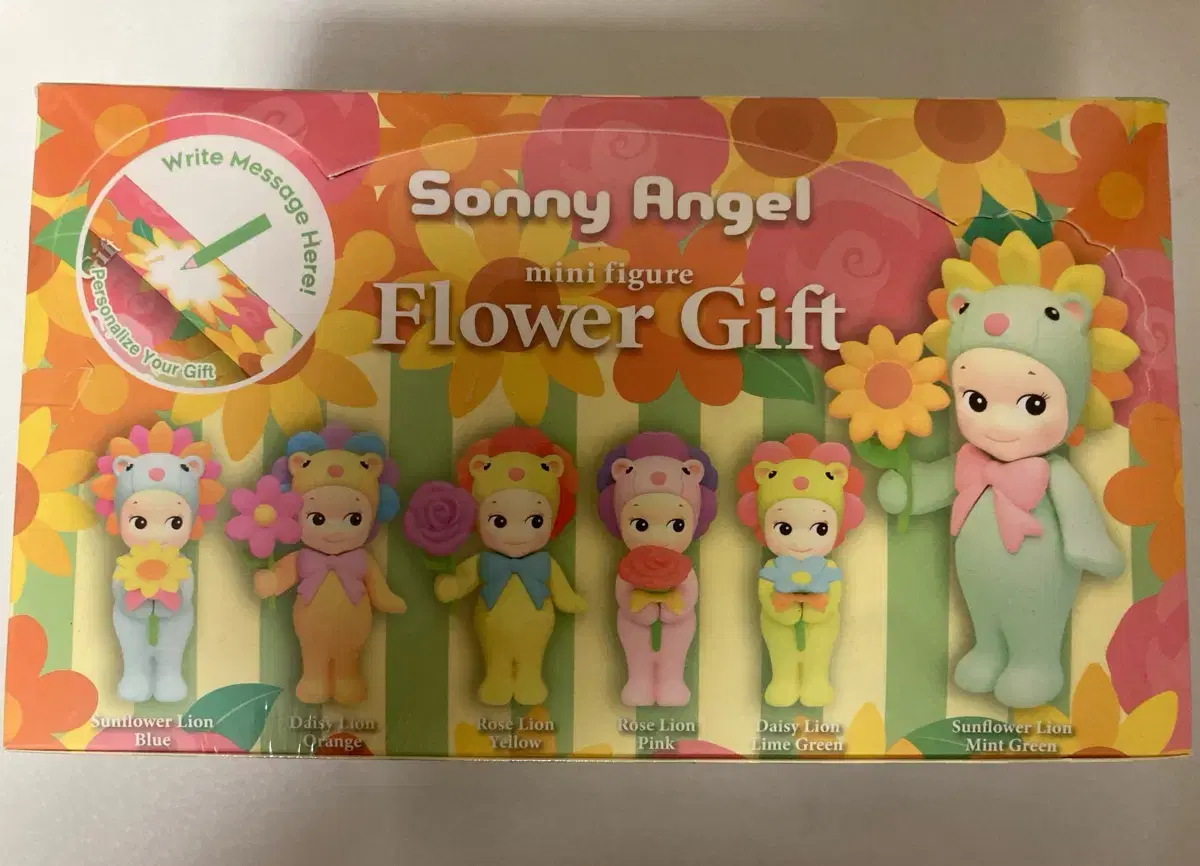 Write Message Here!
Personalize Your Gift
Sonny Angel
mini figure
Flower Gift
Sunflower Lion
Blue
Daisy Lion
Orange
Rose Lion
Yellow
Rose Lion
Pink
Daisy Lion
Lime Green
Sunflower Lion
Mint Green